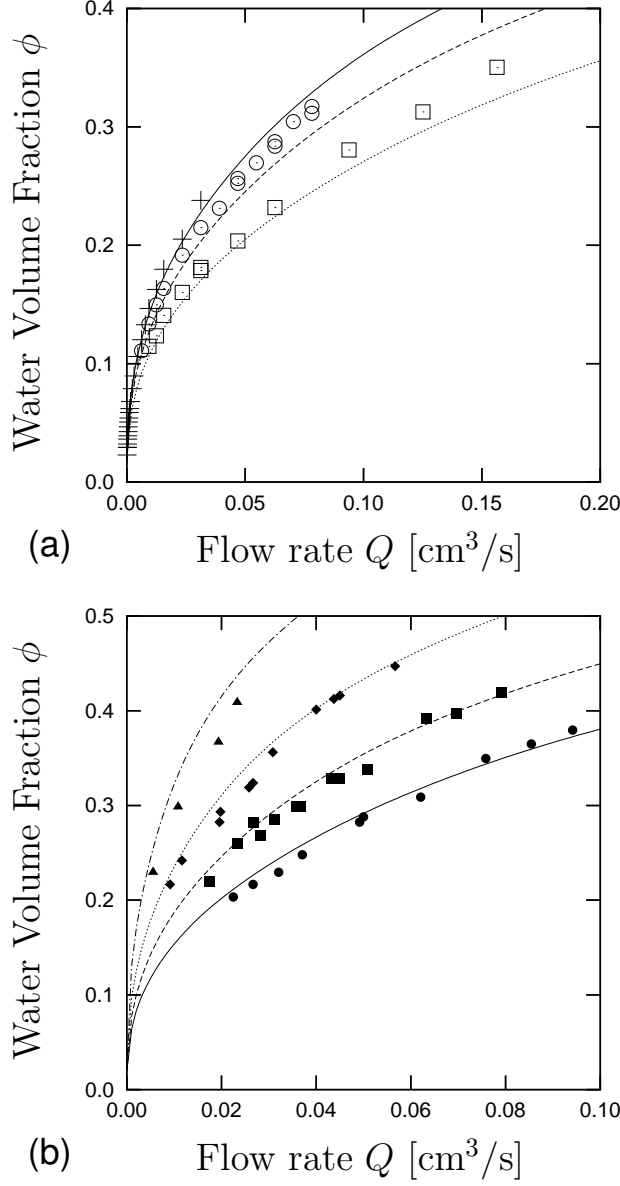 0.4
0.3
0.2
0.1
0.0
Water Volume Fraction ϕ
0.00 0.05 0.10 0.15 0.20
(a) Flow rate Q [cm³/s]
0.5
0.4
0.3
0.2
0.1
0.0
Water Volume Fraction ϕ
0.00 0.02 0.04 0.06 0.08 0.10
(b) Flow rate Q [cm³/s]